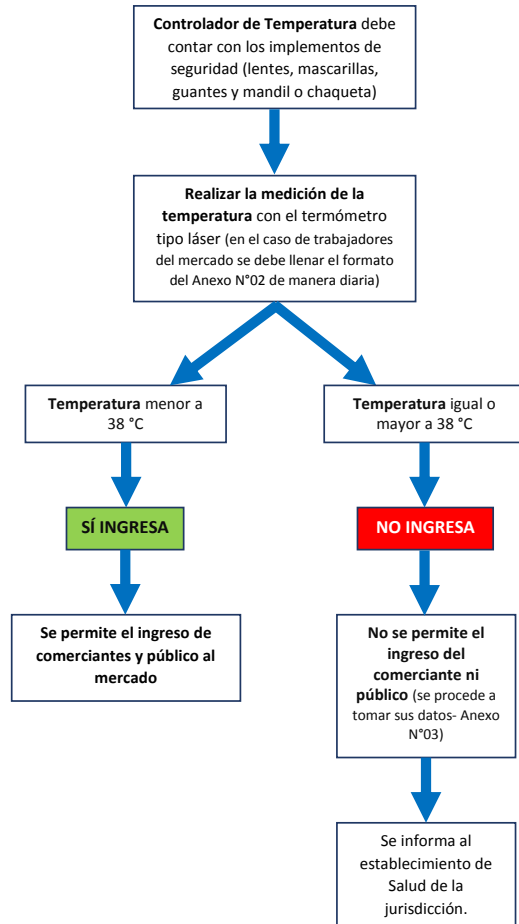 Controlador de Temperatura debe
contar con los implementos de
seguridad (lentes, mascarillas,
guantes y mandil o chaqueta)
Realizar la medición de la
temperatura con el termómetro
tipo láser (en el caso de trabajadores
del mercado se debe llenar el formato
del Anexo N°02 de manera diaria)
Temperatura menor a
38 °C
Temperatura igual o
mayor a 38 °C
SÍ INGRESA
NO INGRESA
Se permite el ingreso de
comerciantes y público al
mercado
No se permite el
ingreso del
comerciante ni
público (se procede a
tomar sus datos- Anexo
N°03)
Se informa al
establecimiento de
Salud de la
jurisdicción.